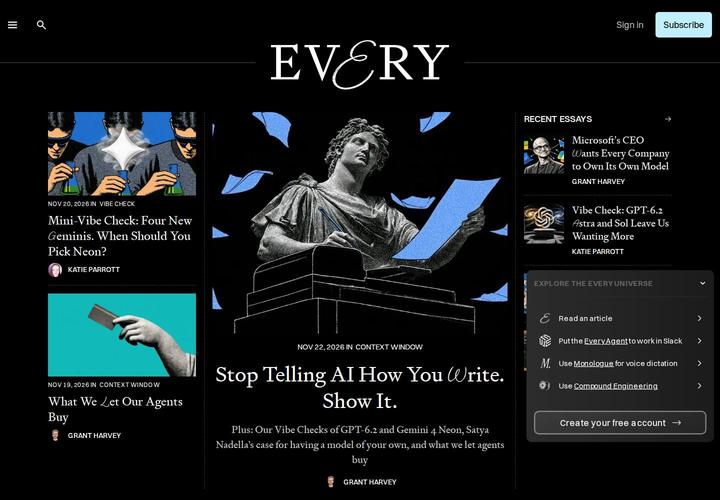 Sign in
Subscribe
EVERY
NOV 20, 2026 IN VIBE CHECK
Mini-Vibe Check: Four New
Geminis. When Should You
Pick Neon?
KATIE PARROTT
NOV 19, 2026 IN CONTEXT WINDOW
What We Let Our Agents
Buy
GRANT HARVEY
NOV 22, 2026 IN CONTEXT WINDOW
Stop Telling AI How You Write.
Show It.
Plus: Our Vibe Checks of GPT-6.2 and Gemini 4 Neon, Satya
Nadella's case for having a model of your own, and what we let agents
buy
GRANT HARVEY
RECENT ESSAYS
Microsoft's CEO
Wants Every Company
to Own Its Own Model
GRANT HARVEY
Vibe Check: GPT-6.2
Astra and Sol Leave Us
Wanting More
KATIE PARROTT
EXPLORE THE EVERY UNIVERSE
Read an article
Put the Every Agent to work in Slack
Use Monologue for voice dictation
Use Compound Engineering
Create your free account